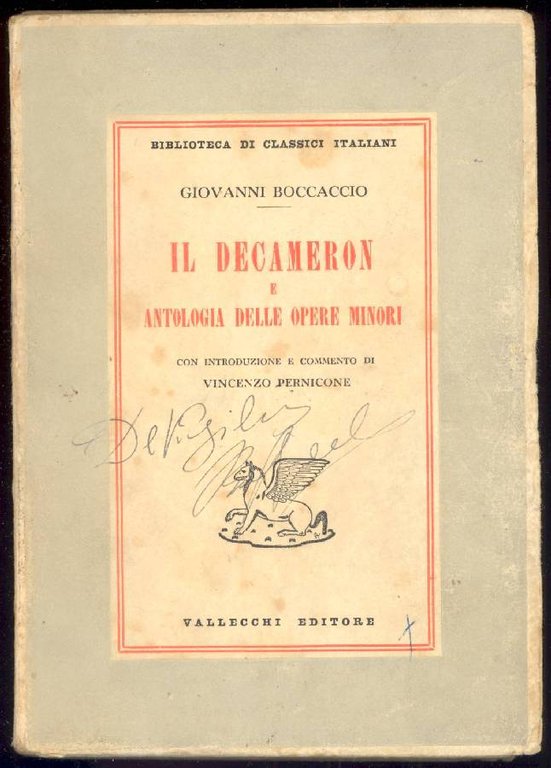 BIBLIOTECA DI CLASSICI ITALIANI
GIOVANNI BOCCACCIO
IL DECAMERON
E
ANTOLOGIA DELLE OPERE MINORI
CON INTRODUZIONE E COMMENTO DI
VINCENZO PERNICONE
VALLECCHI EDITORE